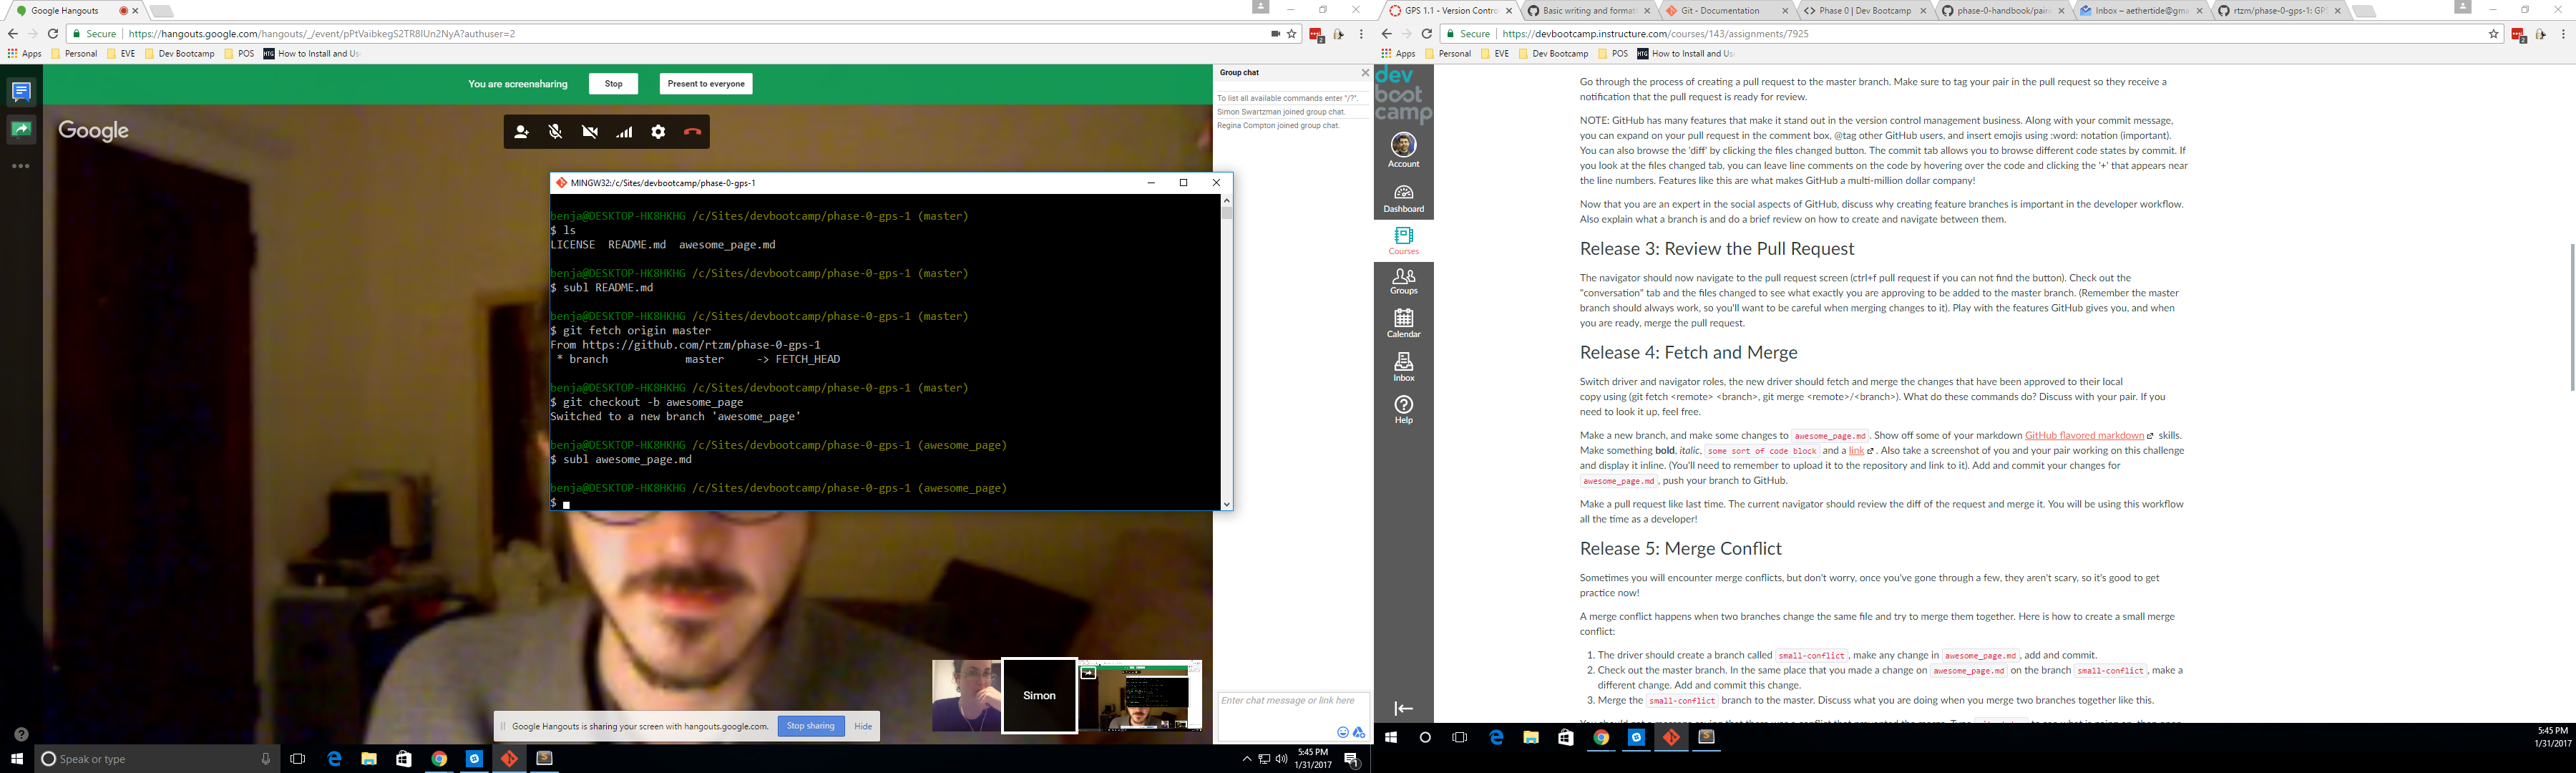 Google Hangouts
Secure
https://hangouts.google.com/hangouts/_/event/pPtVaibkegS2TR8lUn2NyA?authuser=2
Apps
Personal
EVE
Dev Bootcamp
POS
HTG
How to Install and Us
You are screensharing
Stop
Present to everyone
Google
Group chat
To list all available commands enter "/?".
Simon Swartzman joined group chat.
Regina Compton joined group chat.
MINGW32:/c/Sites/devbootcamp/phase-0-gps-1
benja@DESKTOP-HK8HKHG /c/Sites/devbootcamp/phase-0-gps-1 (master)
$ ls
LICENSE README.md awesome_page.md
benja@DESKTOP-HK8HKHG /c/Sites/devbootcamp/phase-0-gps-1 (master)
$ subl README.md
benja@DESKTOP-HK8HKHG /c/Sites/devbootcamp/phase-0-gps-1 (master)
$ git fetch origin master
From https://github.com/rtzm/phase-0-gps-1
* branch master -> FETCH_HEAD
benja@DESKTOP-HK8HKHG /c/Sites/devbootcamp/phase-0-gps-1 (master)
$ git checkout -b awesome_page
Switched to a new branch 'awesome_page'
benja@DESKTOP-HK8HKHG /c/Sites/devbootcamp/phase-0-gps-1 (awesome_page)
$ subl awesome_page.md
benja@DESKTOP-HK8HKHG /c/Sites/devbootcamp/phase-0-gps-1 (awesome_page)
$
Simon
Google Hangouts is sharing your screen with hangouts.google.com.
Stop sharing
Hide
Enter chat message or link here
Speak or type
5:45 PM
1/31/2017
GPS 1.1 - Version Contro
Basic writing and format
Git - Documentation
Phase 0 | Dev Bootcamp
phase-0-handbook/pairi
Inbox – aethertide@gm
rtzm/phase-0-gps-1: GP
Secure
https://devbootcamp.instructure.com/courses/143/assignments/7925
Apps
Personal
EVE
Dev Bootcamp
POS
HTG
How to Install and Us
dev
boot
camp
Account
Dashboard
Courses
Groups
Calendar
Inbox
Help
Go through the process of creating a pull request to the master branch. Make sure to tag your pair in the pull request so they receive a
notification that the pull request is ready for review.
NOTE: GitHub has many features that make it stand out in the version control management business. Along with your commit message,
you can expand on your pull request in the comment box, @tag other GitHub users, and insert emojis using :word: notation (important).
You can also browse the 'diff' by clicking the files changed button. The commit tab allows you to browse different code states by commit. If
you look at the files changed tab, you can leave line comments on the code by hovering over the code and clicking the '+' that appears near
the line numbers. Features like this are what makes GitHub a multi-million dollar company!
Now that you are an expert in the social aspects of GitHub, discuss why creating feature branches is important in the developer workflow.
Also explain what a branch is and do a brief review on how to create and navigate between them.
Release 3: Review the Pull Request
The navigator should now navigate to the pull request screen (ctrl+f pull request if you can not find the button). Check out the
"conversation" tab and the files changed to see what exactly you are approving to be added to the master branch. (Remember the master
branch should always work, so you'll want to be careful when merging changes to it). Play with the features GitHub gives you, and when
you are ready, merge the pull request.
Release 4: Fetch and Merge
Switch driver and navigator roles, the new driver should fetch and merge the changes that have been approved to their local
copy using (git fetch <remote> <branch>, git merge <remote>/<branch>). What do these commands do? Discuss with your pair. If you
need to look it up, feel free.
Make a new branch, and make some changes to awesome_page.md. Show off some of your markdown GitHub flavored markdown skills.
Make something bold, italic, some sort of code block and a link. Also take a screenshot of you and your pair working on this challenge
and display it inline. (You'll need to remember to upload it to the repository and link to it). Add and commit your changes for
awesome_page.md, push your branch to GitHub.
Make a pull request like last time. The current navigator should review the diff of the request and merge it. You will be using this workflow
all the time as a developer!
Release 5: Merge Conflict
Sometimes you will encounter merge conflicts, but don't worry, once you've gone through a few, they aren't scary, so it's good to get
practice now!
A merge conflict happens when two branches change the same file and try to merge them together. Here is how to create a small merge
conflict:
1. The driver should create a branch called small-conflict, make any change in awesome_page.md, add and commit.
2. Check out the master branch. In the same place that you made a change on awesome_page.md on the branch small-conflict, make a
different change. Add and commit this change.
3. Merge the small-conflict branch to the master. Discuss what you are doing when you merge two branches together like this.
5:45 PM
1/31/2017